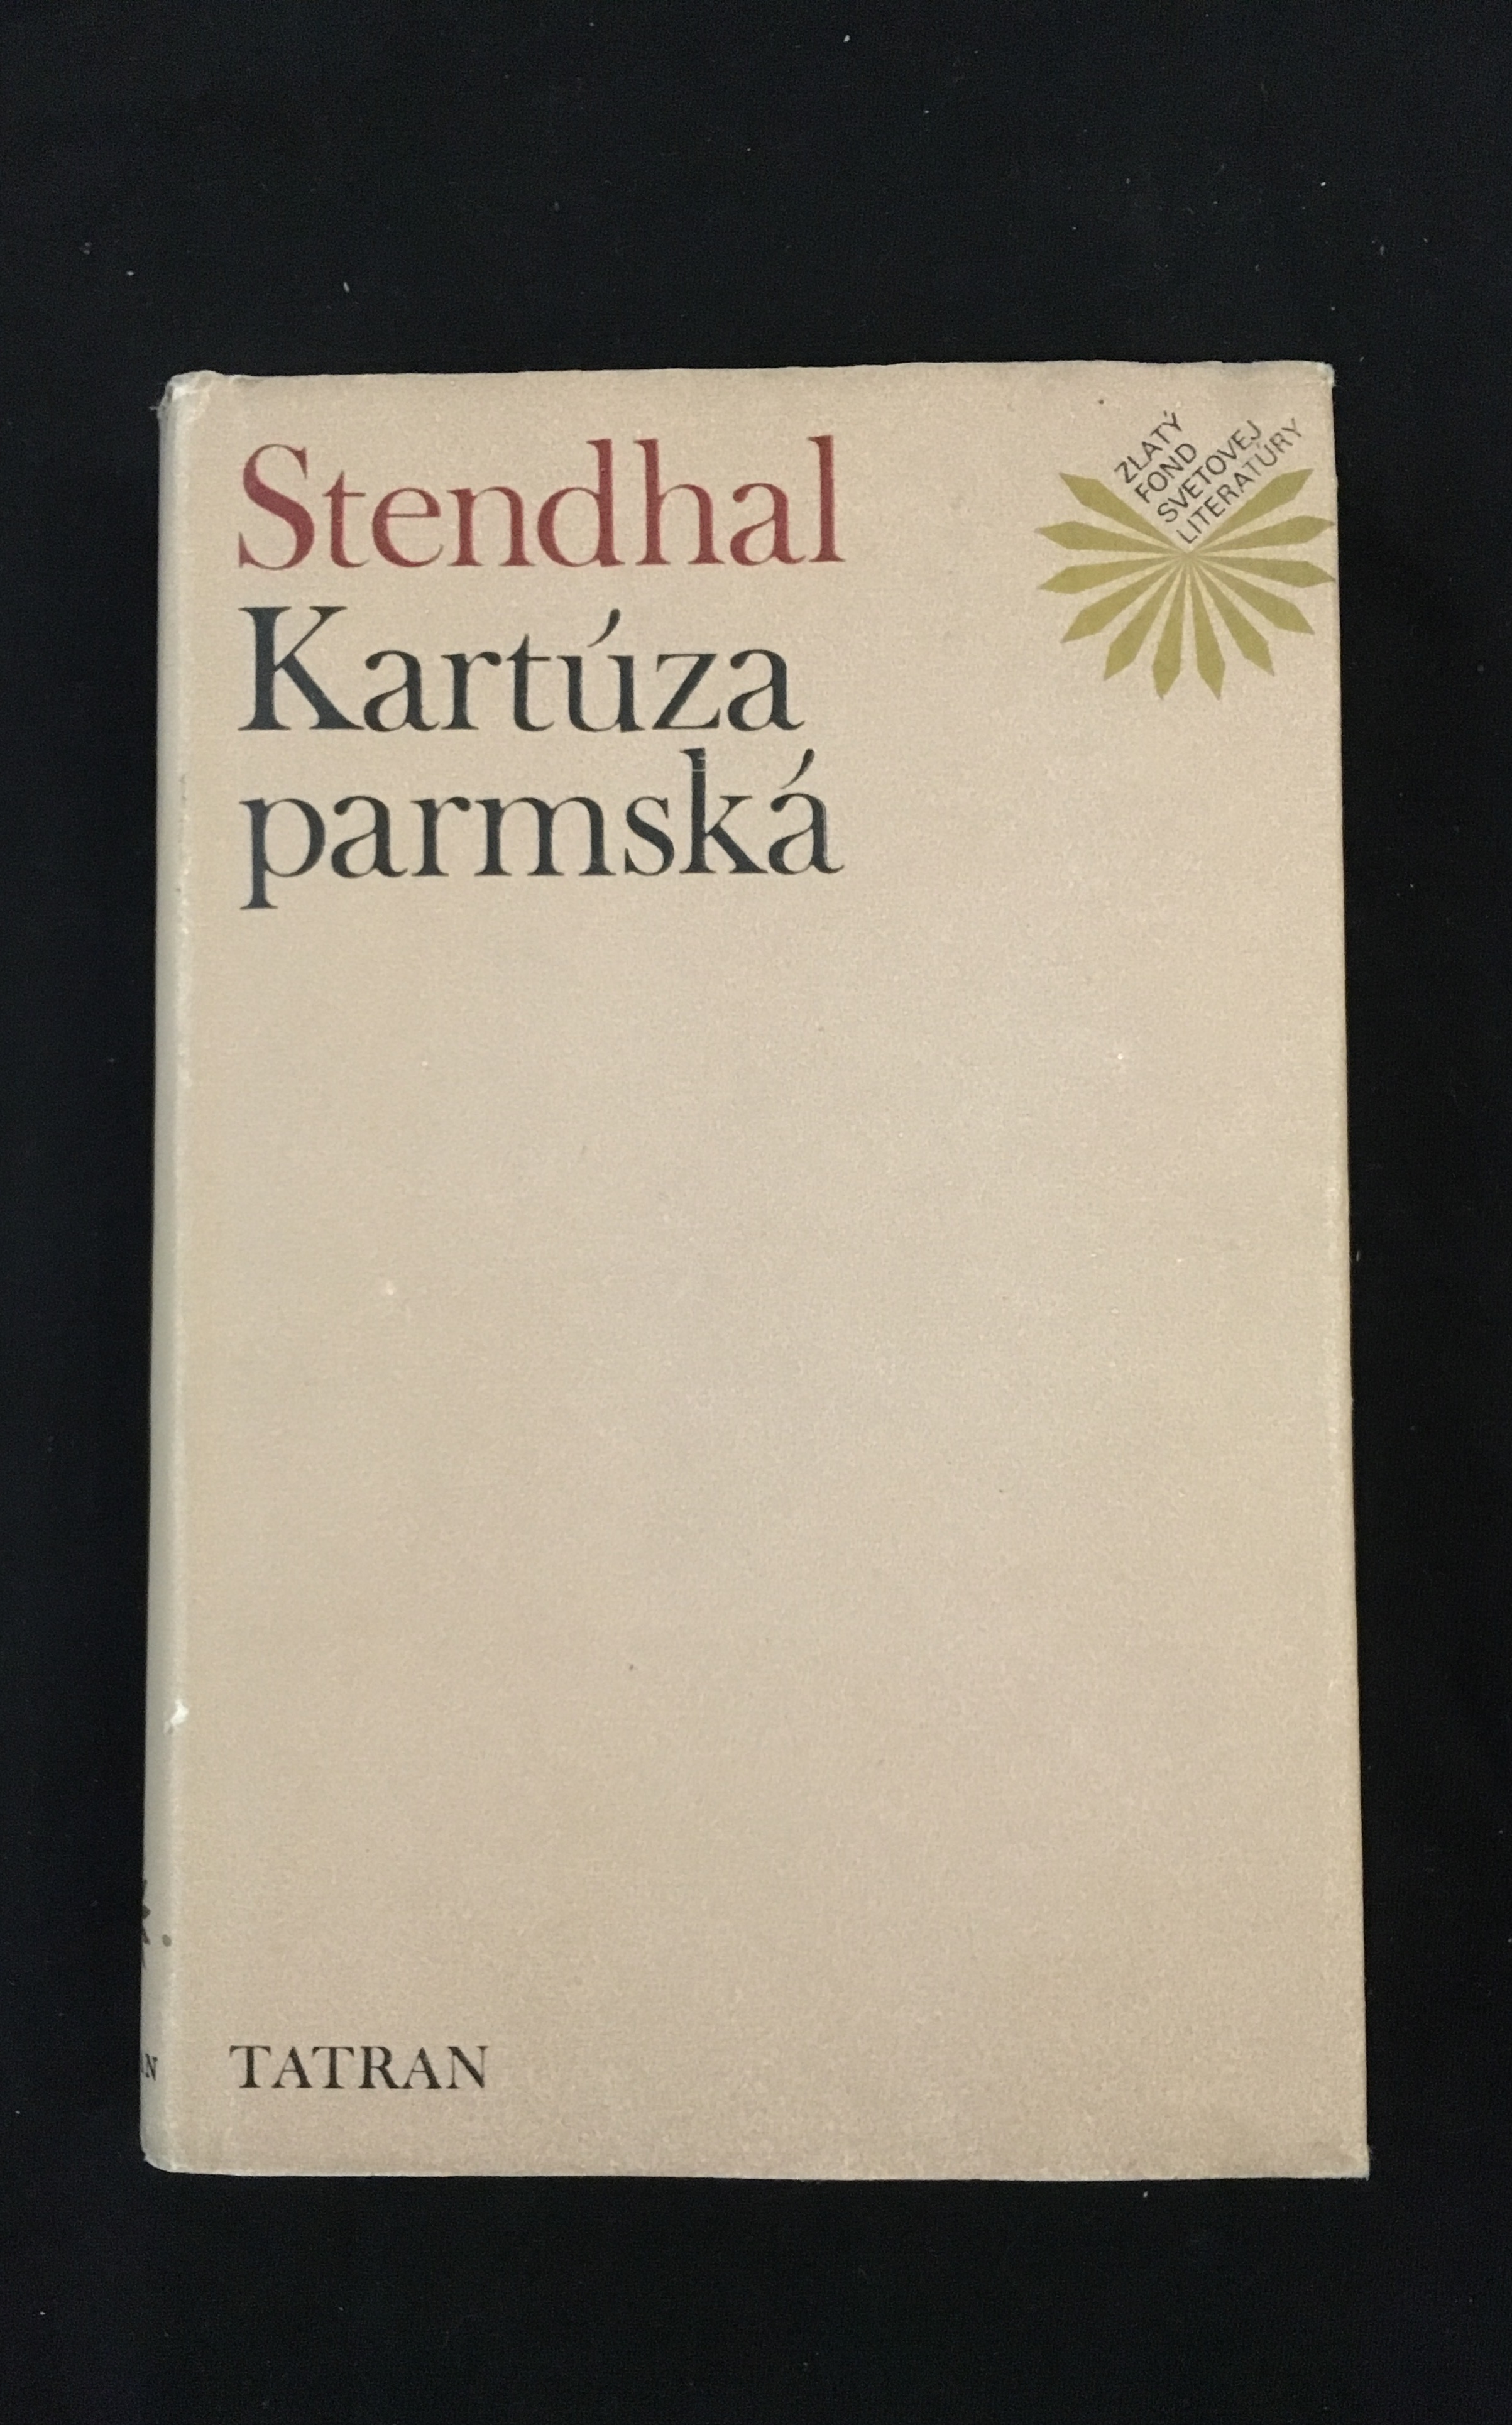 Stendhal
Kartúza
parmská
ZLATÝ
FOND
SVETOVEJ
LITERATÚRY
TATRAN